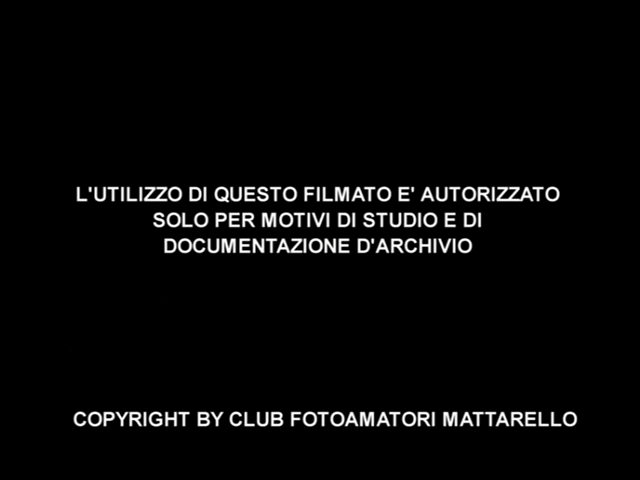 L'UTILIZZO DI QUESTO FILMATO E' AUTORIZZATO
SOLO PER MOTIVI DI STUDIO E DI
DOCUMENTAZIONE D'ARCHIVIO
COPYRIGHT BY CLUB FOTOAMATORI MATTARELLO